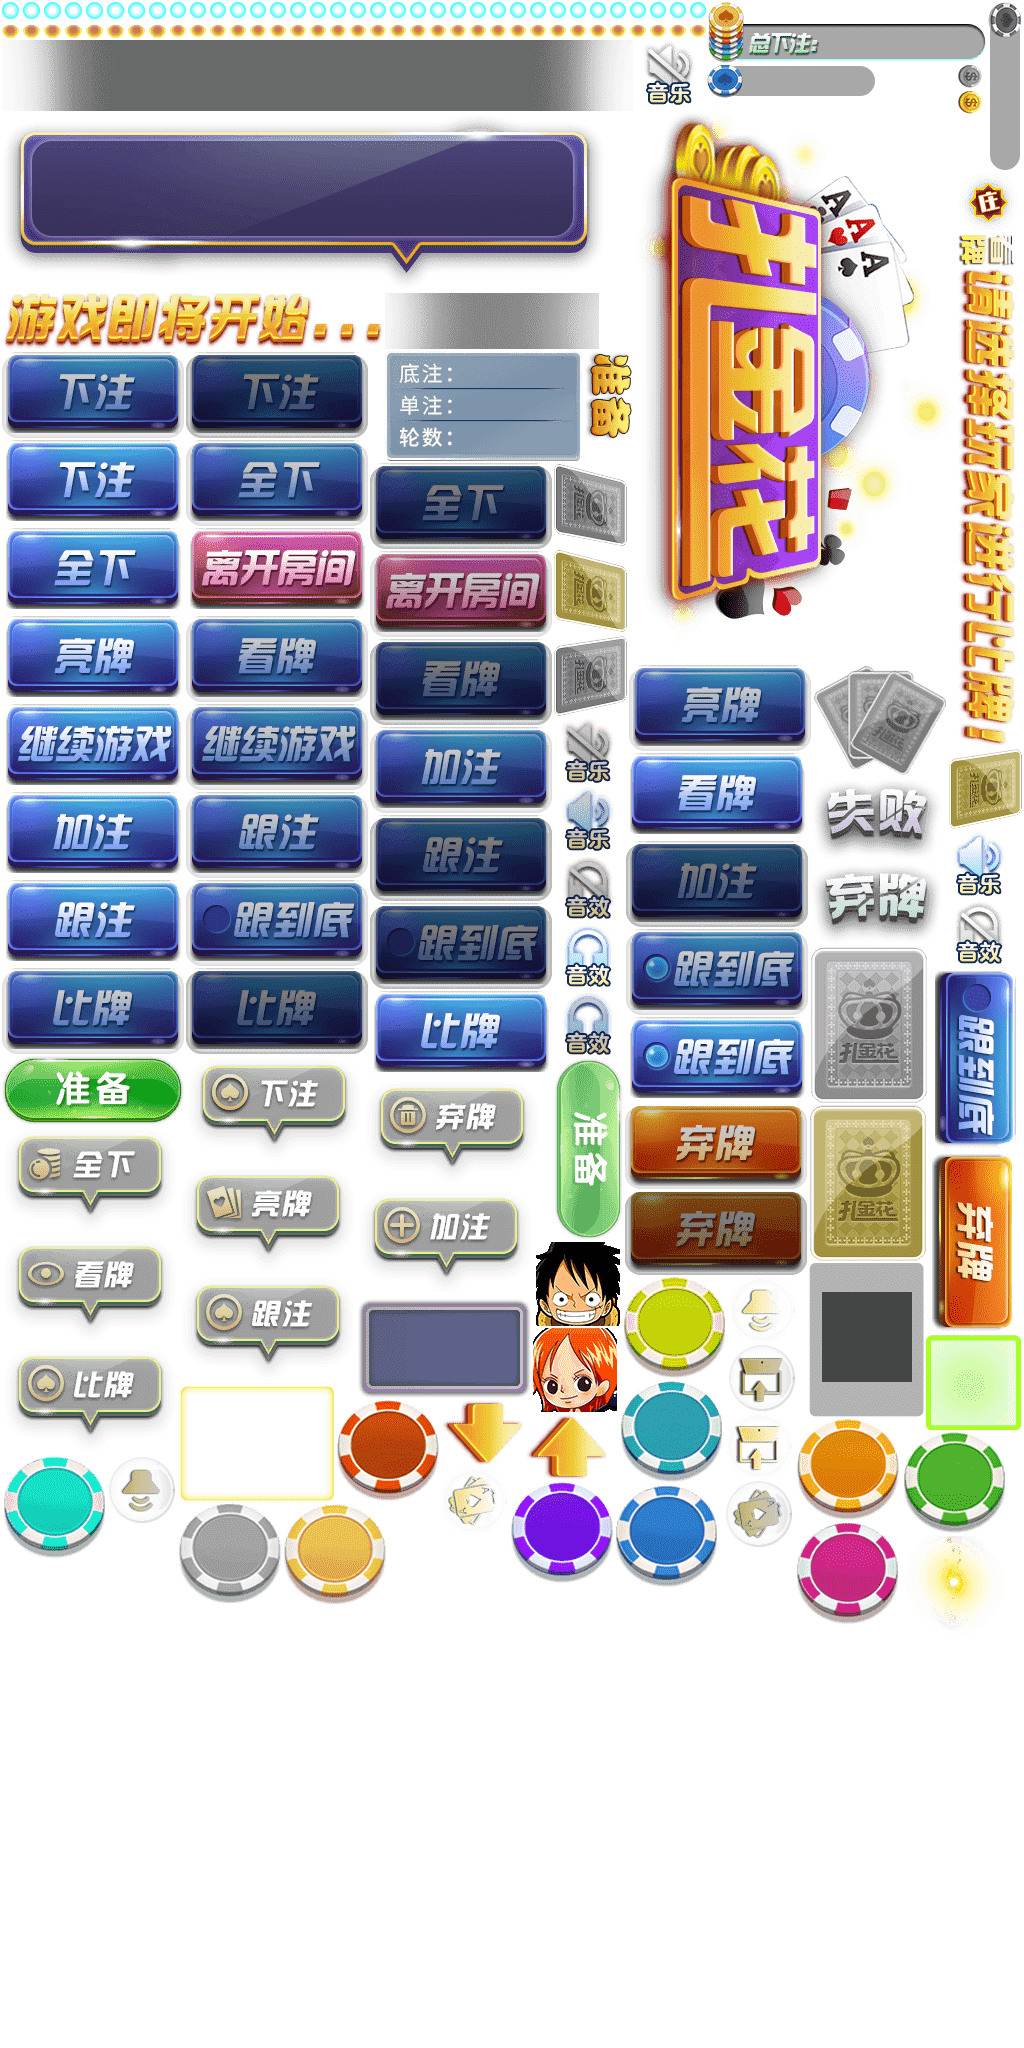 总下注:
音乐
庄
看牌
请选择玩家进行比牌!
扎金花
A
A
A
游戏即将开始...
底注:
单注:
轮数:
准备
下注
下注
下注
全下
全下
全下
离开房间
离开房间
亮牌
看牌
看牌
亮牌
继续游戏
继续游戏
加注
音乐
看牌
失败
加注
跟注
跟注
音乐
音乐
加注
弃牌
音效
音效
跟注
跟到底
跟到底
跟到底
音效
比牌
比牌
比牌
音效
跟到底
跟到底
扎金花
准备
下注
弃牌
准备
弃牌
全下
亮牌
加注
弃牌
扎金花
弃牌
看牌
跟注
比牌